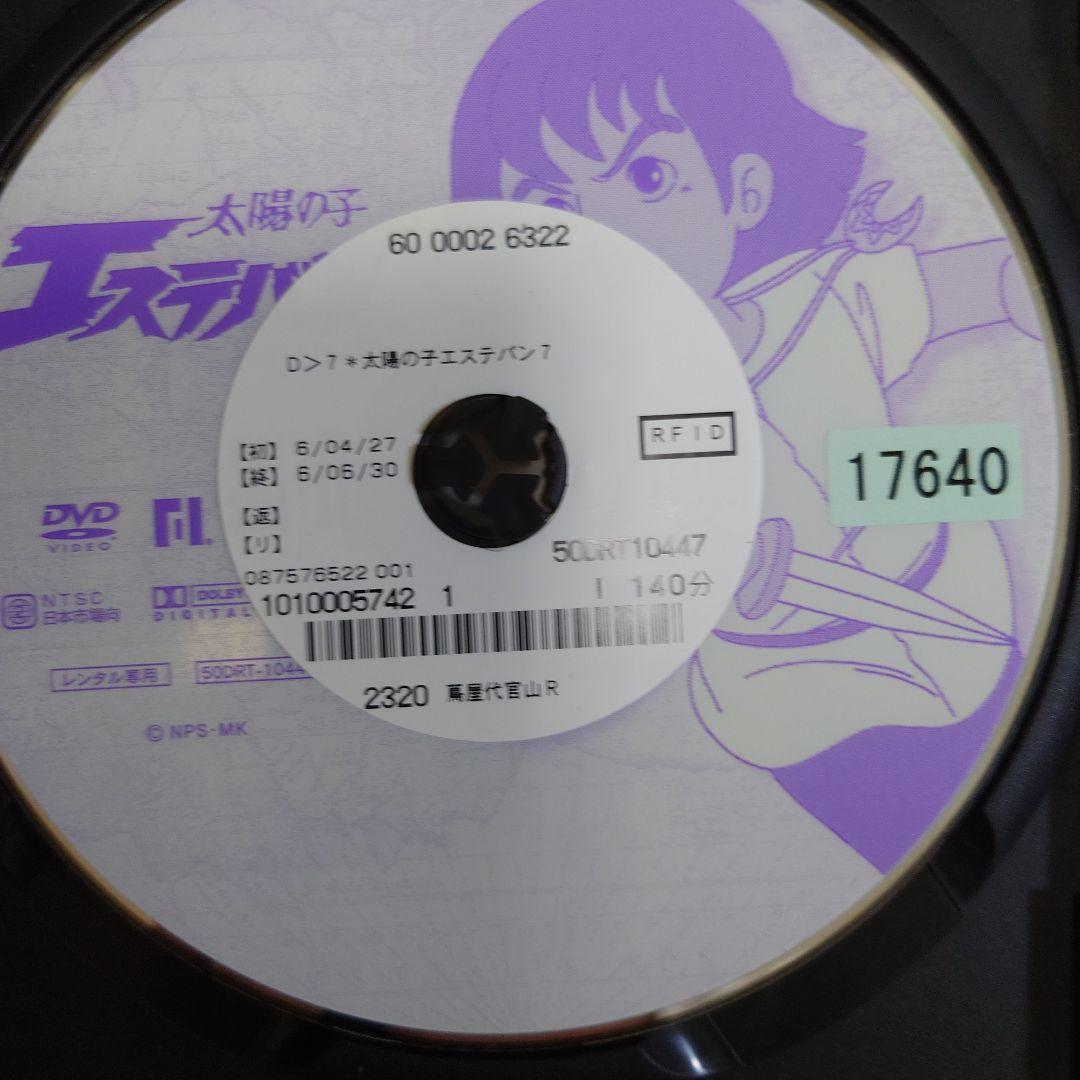 太陽の子
エステバン
60 0002 6322
D>7*太陽の子エステバン7
【初】 6/04/27
【終】 6/06/30
【返】
【リ】
RFID
17640
50DRT10447
087576522 001
140分
1010005742 1
2320 蔦屋代官山R
DVD
VIDEO
NTSC
日本市場向
DOLBY
DIGITAL
レンタル専用
50DRT-1044
© NPS・MK